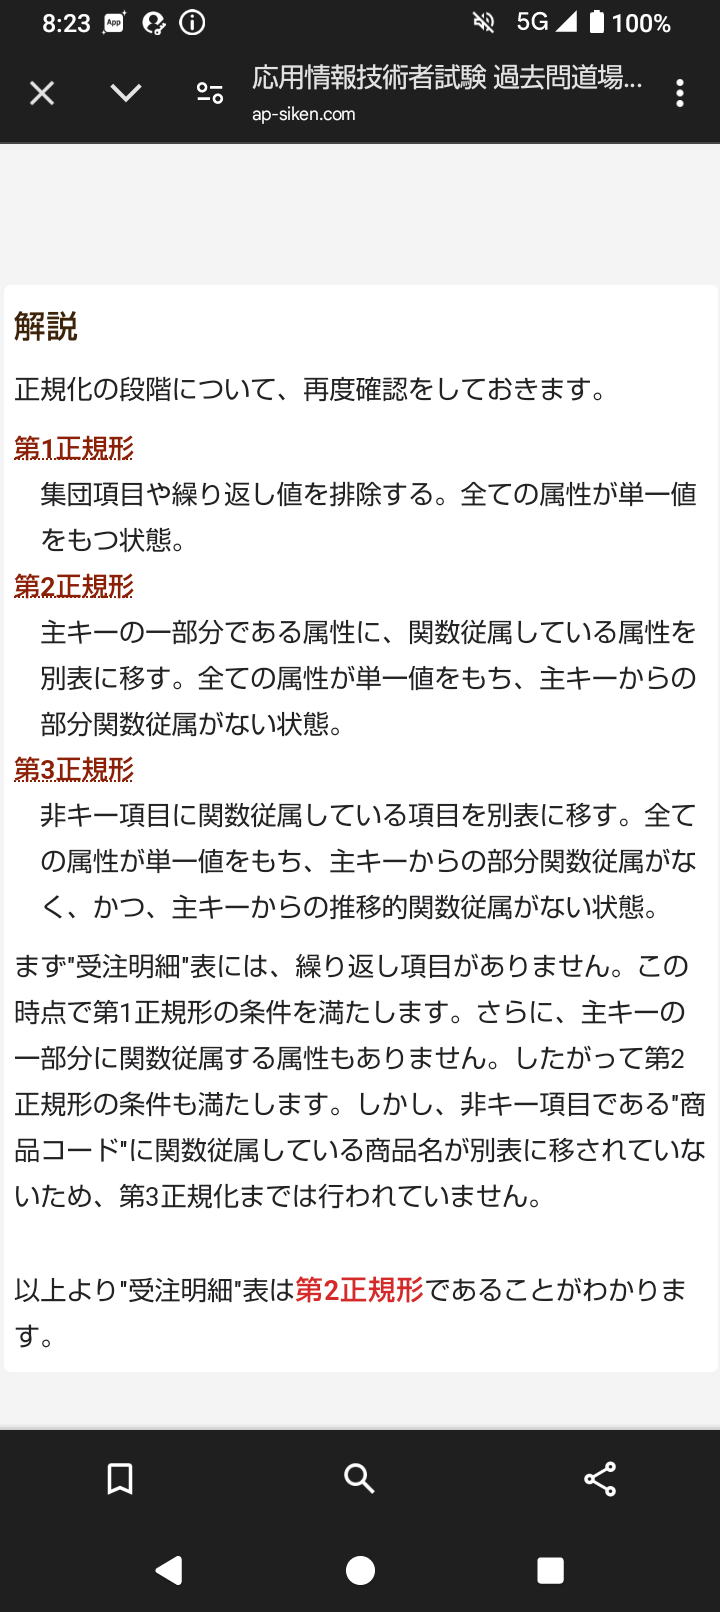 8:23 App 5G 100%
応用情報技術者試験 過去問道場...
ap-siken.com
解説
正規化の段階について、再度確認をしておきます。
第1正規形
集団項目や繰り返し値を排除する。全ての属性が単一値
をもつ状態。
第2正規形
主キーの一部分である属性に、関数従属している属性を
別表に移す。全ての属性が単一値をもち、主キーからの
部分関数従属がない状態。
第3正規形
非キー項目に関数従属している項目を別表に移す。全て
の属性が単一値をもち、主キーからの部分関数従属がな
く、かつ、主キーからの推移的関数従属がない状態。
まず"受注明細"表には、繰り返し項目がありません。この
時点で第1正規形の条件を満たします。さらに、主キーの
一部分に関数従属する属性もありません。したがって第2
正規形の条件も満たします。しかし、非キー項目である"商
品コード"に関数従属している商品名が別表に移されていな
いため、第3正規化までは行われていません。
以上より"受注明細"表は第2正規形であることがわかりま
す。